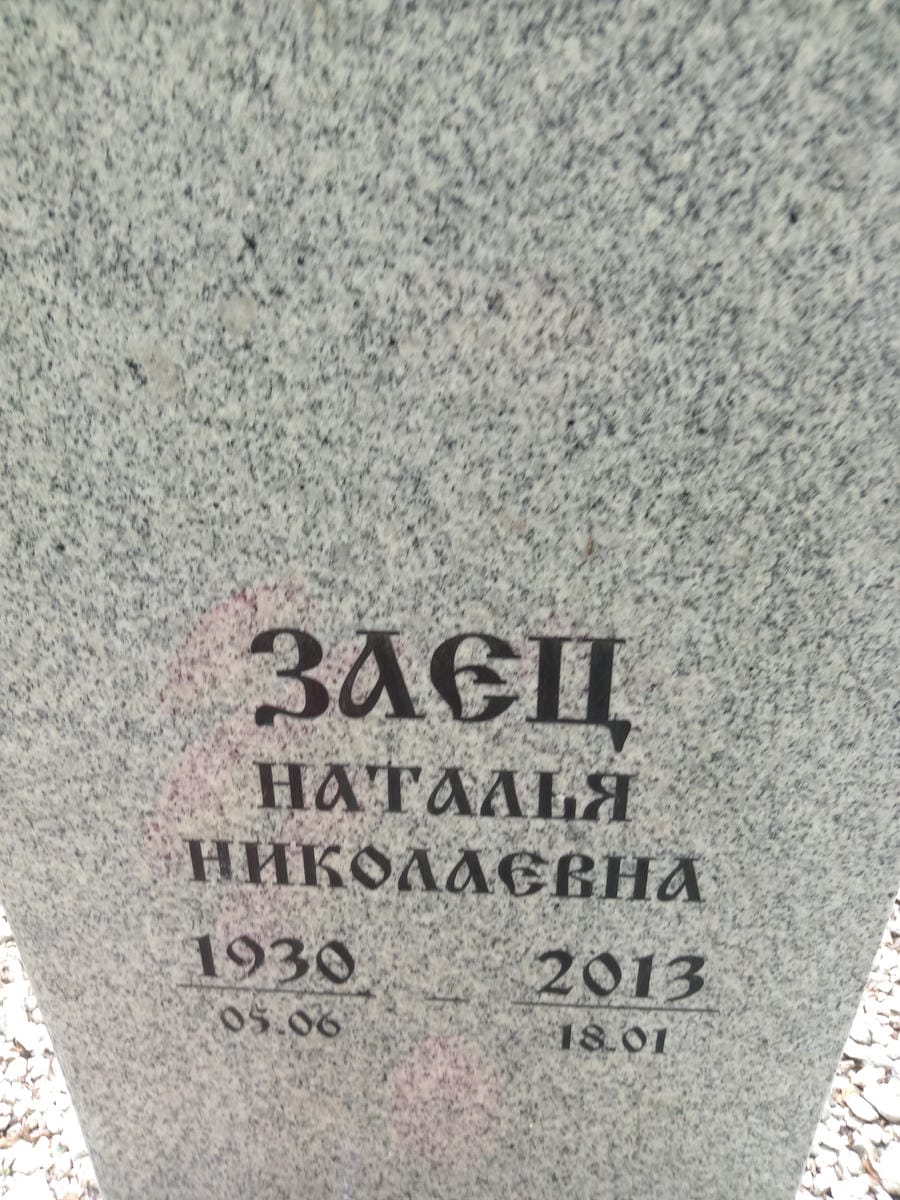 ЗАЕЦ
НАТАЛЬЯ
НИКОЛАЕВНА
1930 — 2013
05.06 18.01